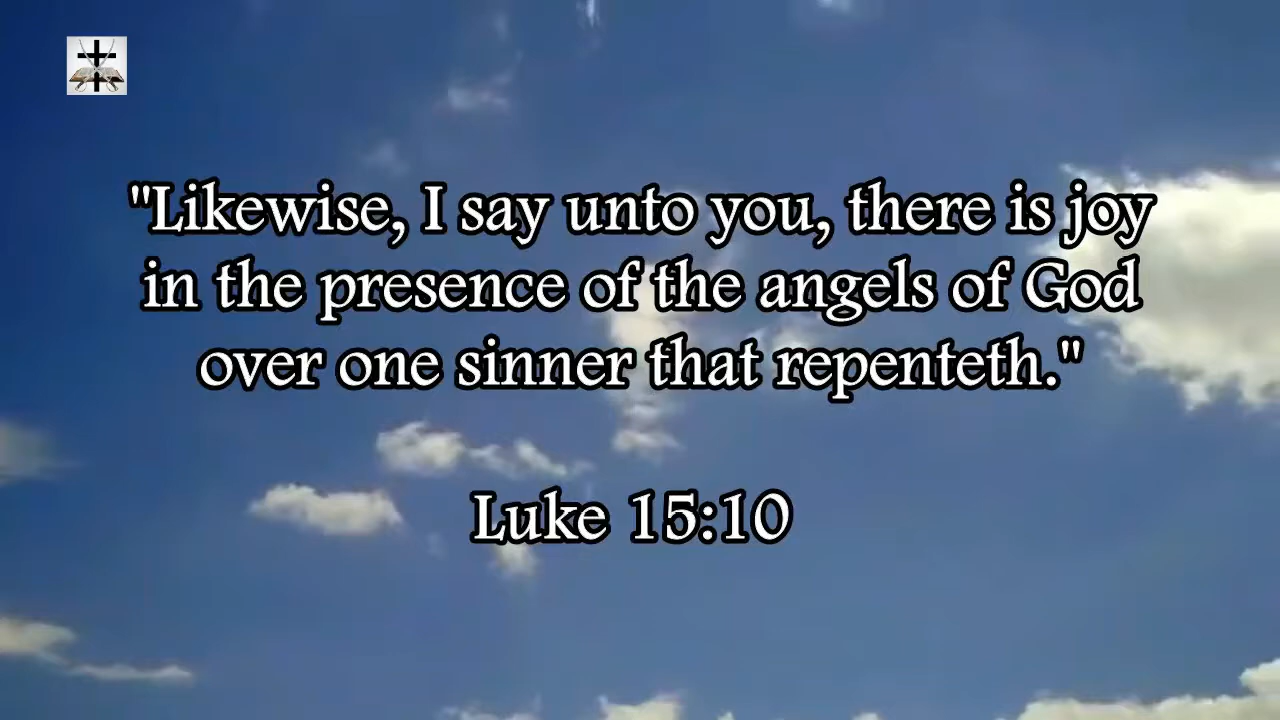 "Likewise, I say unto you, there is joy
in the presence of the angels of God
over one sinner that repenteth."
Luke 15:10